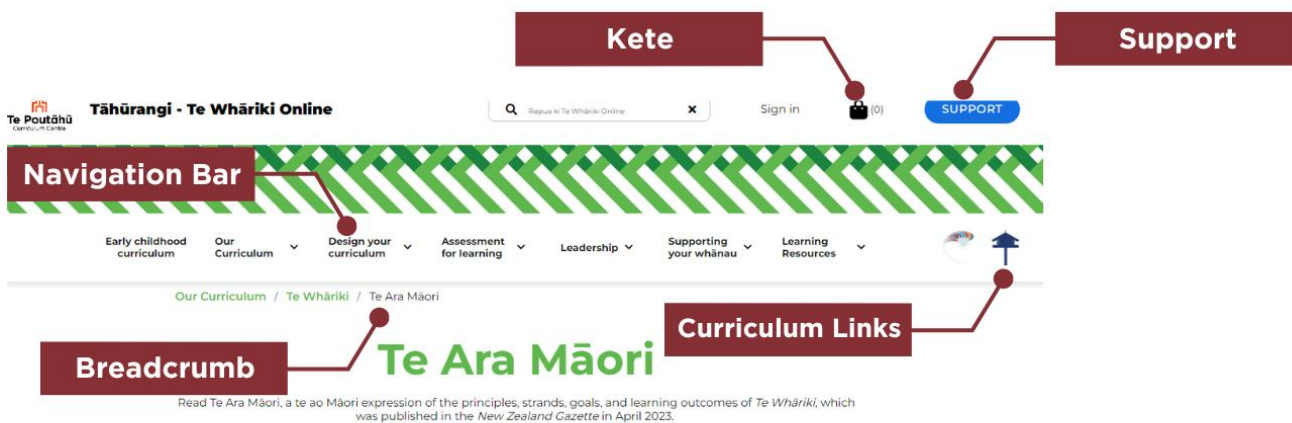 Kete
Support
Te Poutāhū
Curriculum Centre
Tāhūrangi - Te Whāriki Online
Rapua ki Te Whāriki Online
Sign in
(0)
SUPPORT
Navigation Bar
Early childhood
curriculum
Our
Curriculum
Design your
curriculum
Assessment
for learning
Leadership
Supporting
your whānau
Learning
Resources
Our Curriculum / Te Whāriki / Te Ara Māori
Curriculum Links
Breadcrumb
Te Ara Māori
Read Te Ara Māori, a te ao Māori expression of the principles, strands, goals, and learning outcomes of Te Whāriki, which
was published in the New Zealand Gazette in April 2023.